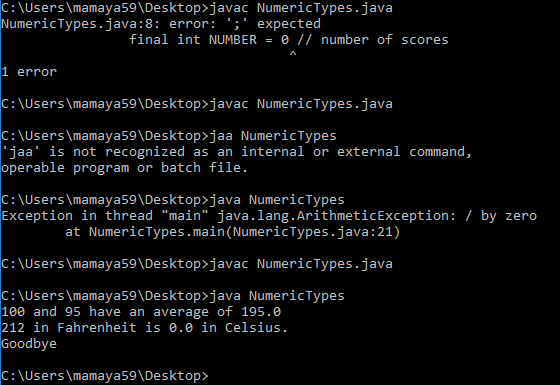 C:\Users\mamaya59\Desktop>javac NumericTypes.java
NumericTypes.java:8: error: ';' expected
final int NUMBER = 0 // number of scores
^
1 error
C:\Users\mamaya59\Desktop>javac NumericTypes.java
C:\Users\mamaya59\Desktop>jaa NumericTypes
'jaa' is not recognized as an internal or external command,
operable program or batch file.
C:\Users\mamaya59\Desktop>java NumericTypes
Exception in thread "main" java.lang.ArithmeticException: / by zero
at NumericTypes.main(NumericTypes.java:21)
C:\Users\mamaya59\Desktop>javac NumericTypes.java
C:\Users\mamaya59\Desktop>java NumericTypes
100 and 95 have an average of 195.0
212 in Fahrenheit is 0.0 in Celsius.
Goodbye
C:\Users\mamaya59\Desktop>